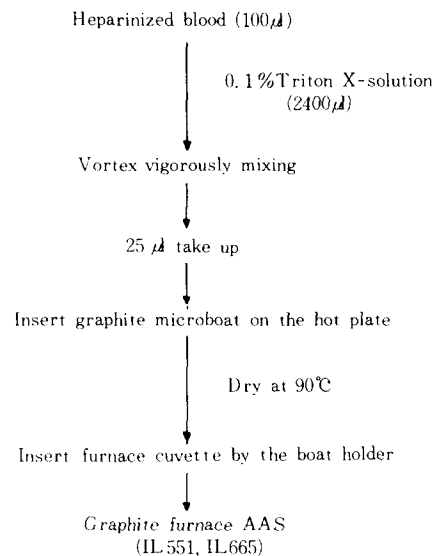 Heparinized blood (100μl)
0.1%Triton X-solution
(2400μl)
Vortex vigorously mixing
25 μl take up
Insert graphite microboat on the hot plate
Dry at 90℃
Insert furnace cuvette by the boat holder
Graphite furnace AAS
(IL551, IL665)